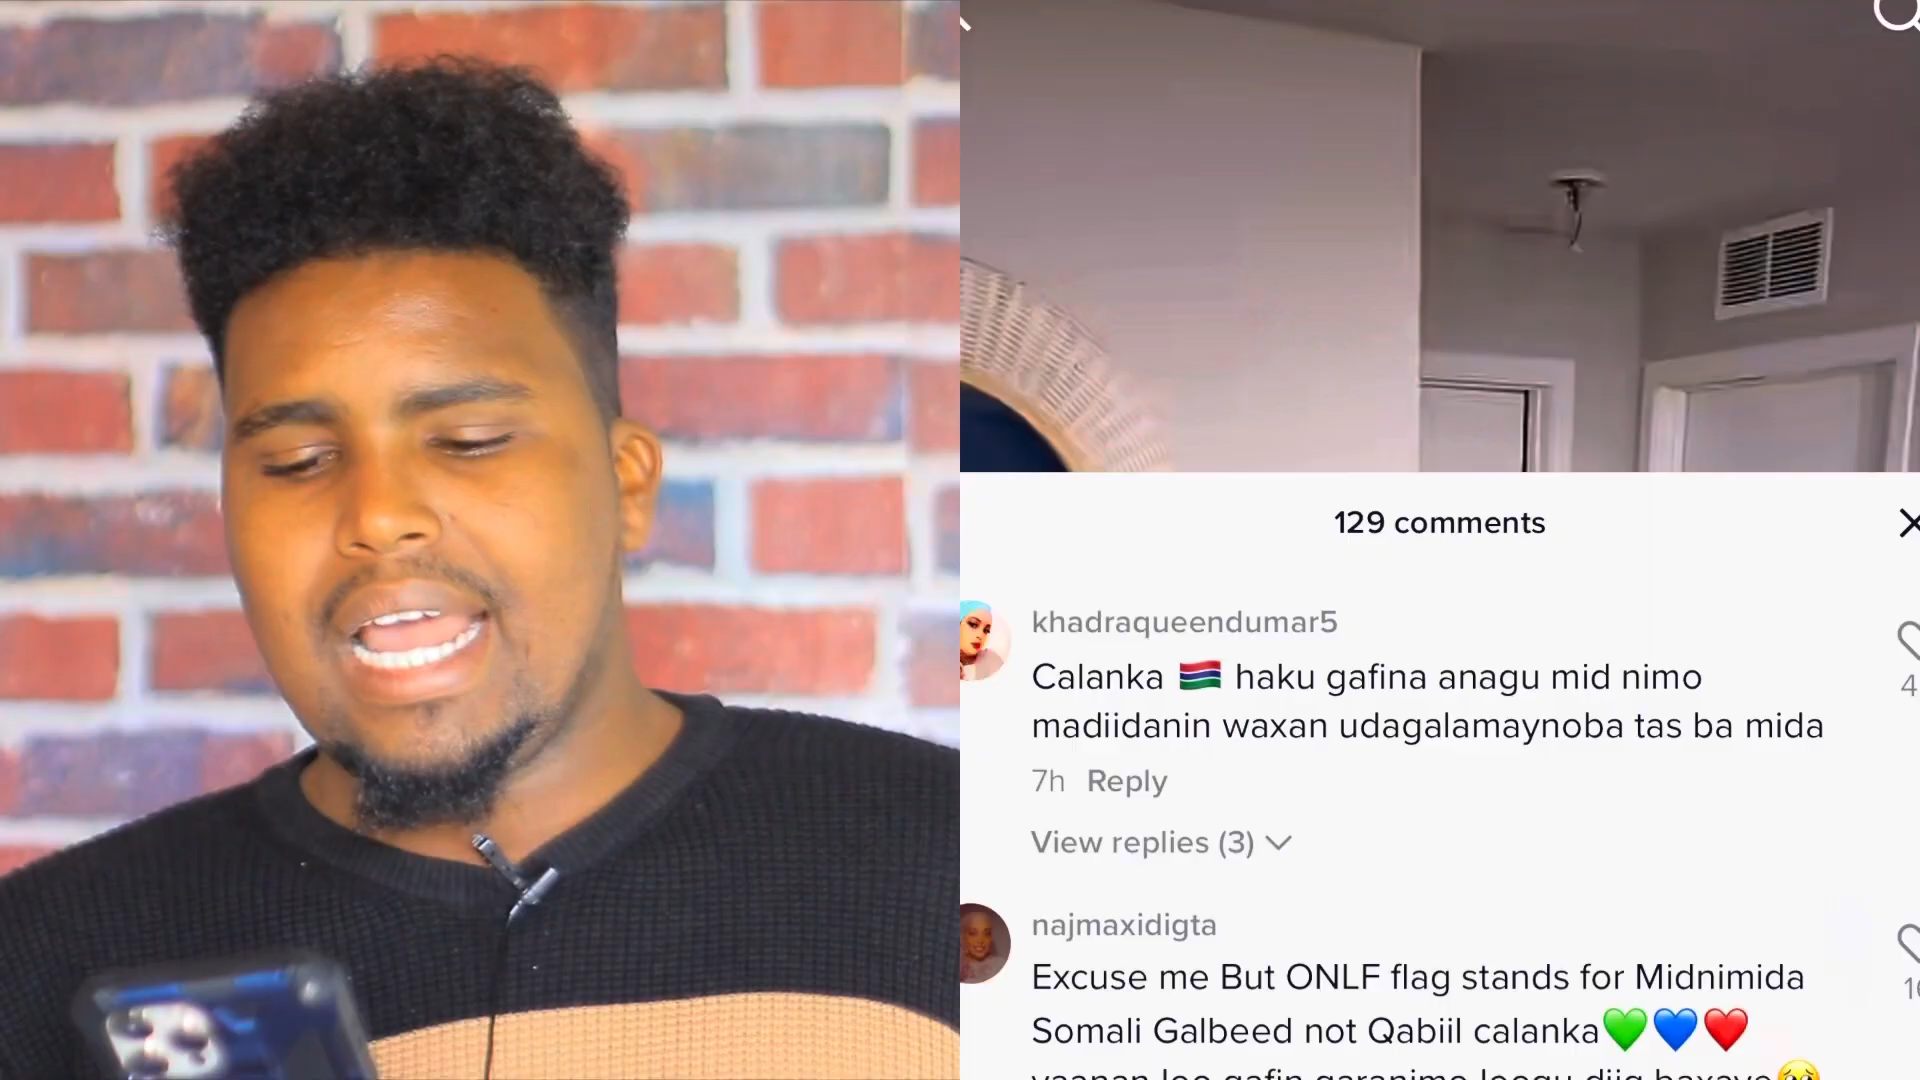 129 comments
khadraqueendumar5
Calanka 🇬🇲 haku gafina anagu mid nimo
madiidanin waxan udagalamaynoba tas ba mida
4
7h Reply
View replies (3)
najmaxidigta
Excuse me But ONLF flag stands for Midnimida
Somali Galbeed not Qabiil calanka💚💙❤️